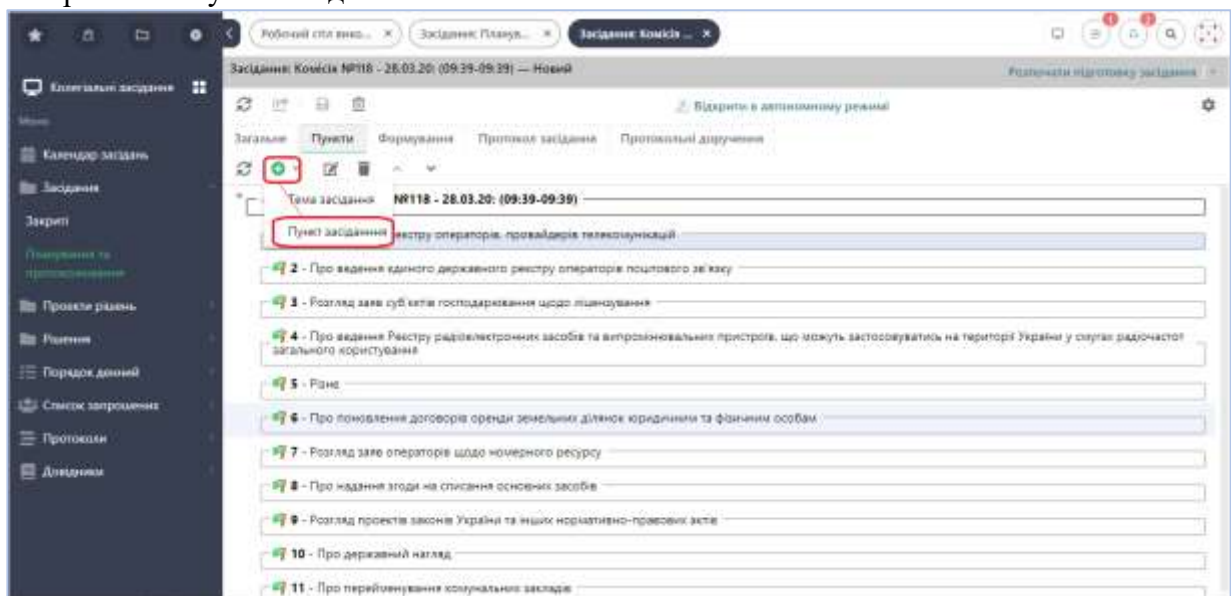 Робочий стіл вико... ×
Засідання: Планув... ×
Засідання: Комісія ... ×
Засідання: Комісія №118 - 28.03.20: (09:39-09:39) — Новий
Розпочати підготовку засідання
Колегіальні засідання
Меню
Календар засідань
Засідання
Закриті
Планування та
протоколювання
Проекти рішень
Рішення
Порядок денний
Список запрошених
Протоколи
Довідники
Відкрити в автономному режимі
Загальне Пункти Формування Протокол засідання Протокольні доручення
Тема засідання №118 - 28.03.20: (09:39-09:39)
Пункт засідання реєстру операторів, провайдерів телекомунікацій
2 - Про ведення єдиного державного реєстру операторів поштового зв'язку
3 - Розгляд заяв суб'єктів господарювання щодо ліцензування
4 - Про ведення Реєстру радіоелектронних засобів та випромінювальних пристроїв, що можуть застосовуватись на території України у смугах радіочастот
загального користування
5 - Різне
6 - Про поновлення договорів оренди земельних ділянок юридичним та фізичним особам
7 - Розгляд заяв операторів щодо номерного ресурсу
8 - Про надання згоди на списання основних засобів
9 - Розгляд проектів законів України та інших нормативно-правових актів
10 - Про державний нагляд
11 - Про перейменування комунальних закладів